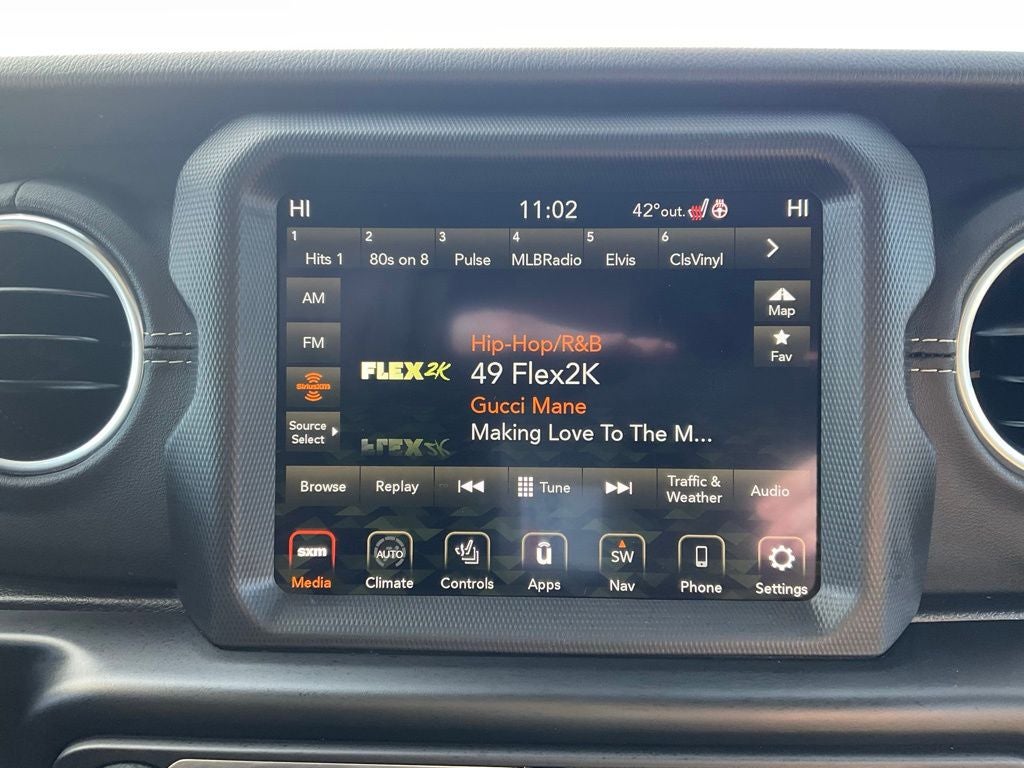 HI 11:02 42°out. HI
1 2 3 4 5 6
Hits 1 80s on 8 Pulse MLBRadio Elvis ClsVinyl
AM
Map
FM
Fav
SiriusXM
Source
Select
Hip-Hop/R&B
FLEX2K
49 Flex2K
Gucci Mane
Making Love To The M...
FLEX2K
Browse Replay Tune Traffic &
Weather Audio
sxm AUTO ū SW
Media Climate Controls Apps Nav Phone Settings